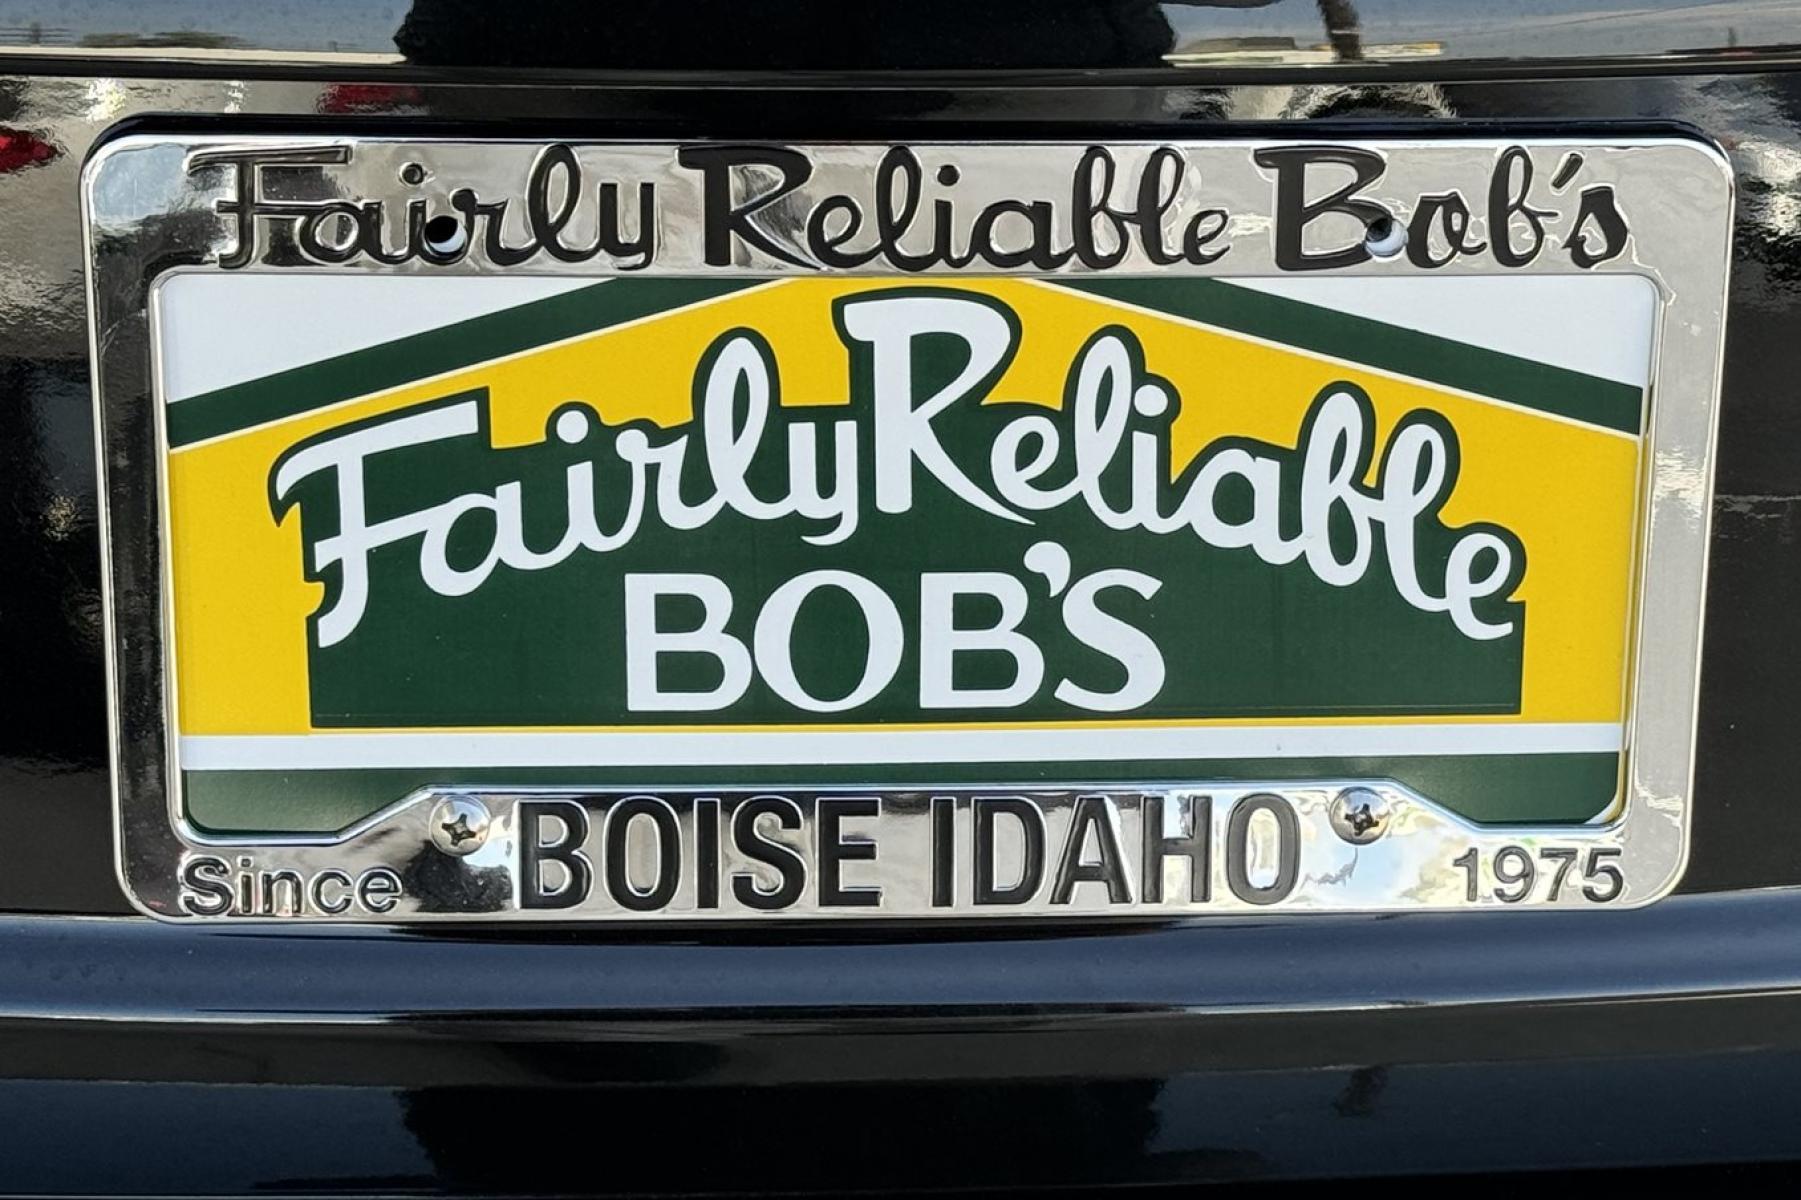 Fairly Reliable Bob's
Fairly Reliable
BOB'S
Since BOISE IDAHO 1975